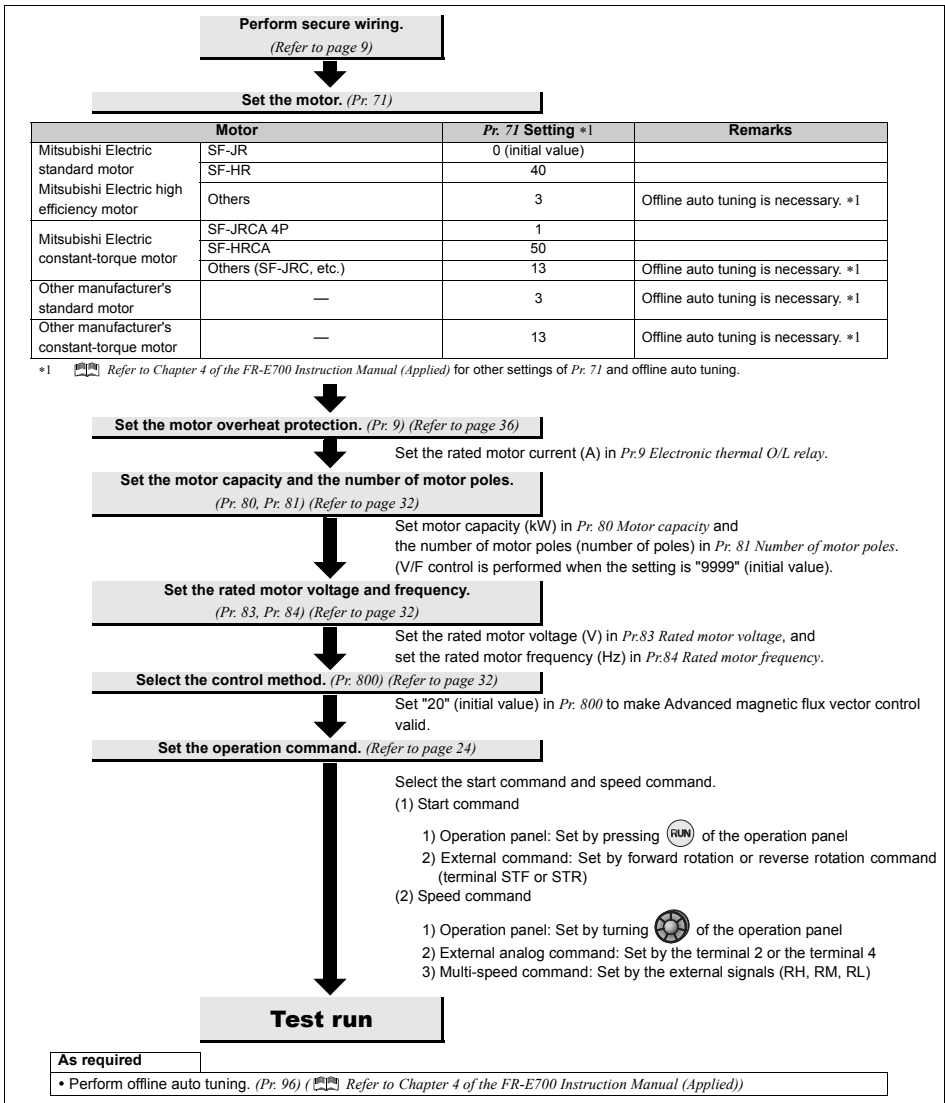 Perform secure wiring.
(Refer to page 9)
Set the motor. (Pr. 71)
Motor Pr. 71 Setting *1 Remarks
Mitsubishi Electric standard motor
Mitsubishi Electric high efficiency motor
SF-JR 0 (initial value)
SF-HR 40
Others 3 Offline auto tuning is necessary. *1
Mitsubishi Electric constant-torque motor
SF-JRCA 4P 1
SF-HRCA 50
Others (SF-JRC, etc.) 13 Offline auto tuning is necessary. *1
Other manufacturer's standard motor — 3 Offline auto tuning is necessary. *1
Other manufacturer's constant-torque motor — 13 Offline auto tuning is necessary. *1
*1 Refer to Chapter 4 of the FR-E700 Instruction Manual (Applied) for other settings of Pr. 71 and offline auto tuning.
Set the motor overheat protection. (Pr. 9) (Refer to page 36)
Set the rated motor current (A) in Pr.9 Electronic thermal O/L relay.
Set the motor capacity and the number of motor poles.
(Pr. 80, Pr. 81) (Refer to page 32)
Set motor capacity (kW) in Pr. 80 Motor capacity and
the number of motor poles (number of poles) in Pr. 81 Number of motor poles.
(V/F control is performed when the setting is "9999" (initial value).
Set the rated motor voltage and frequency.
(Pr. 83, Pr. 84) (Refer to page 32)
Set the rated motor voltage (V) in Pr.83 Rated motor voltage, and
set the rated motor frequency (Hz) in Pr.84 Rated motor frequency.
Select the control method. (Pr. 800) (Refer to page 32)
Set "20" (initial value) in Pr. 800 to make Advanced magnetic flux vector control
valid.
Set the operation command. (Refer to page 24)
Select the start command and speed command.
(1) Start command
1) Operation panel: Set by pressing RUN of the operation panel
2) External command: Set by forward rotation or reverse rotation command
(terminal STF or STR)
(2) Speed command
1) Operation panel: Set by turning of the operation panel
2) External analog command: Set by the terminal 2 or the terminal 4
3) Multi-speed command: Set by the external signals (RH, RM, RL)
Test run
As required
• Perform offline auto tuning. (Pr. 96) ( Refer to Chapter 4 of the FR-E700 Instruction Manual (Applied))